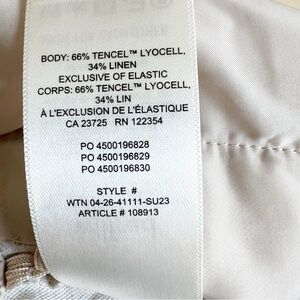 BODY: 66% TENCEL™ LYOCELL,
34% LINEN
EXCLUSIVE OF ELASTIC
CORPS: 66% TENCEL™ LYOCELL,
34% LIN
À L'EXCLUSION DE L'ÉLASTIQUE
CA 23725 RN 122354
PO 4500196828
PO 4500196829
PO 4500196830
STYLE #
WTN 04-26-41111-SU23
ARTICLE # 108913